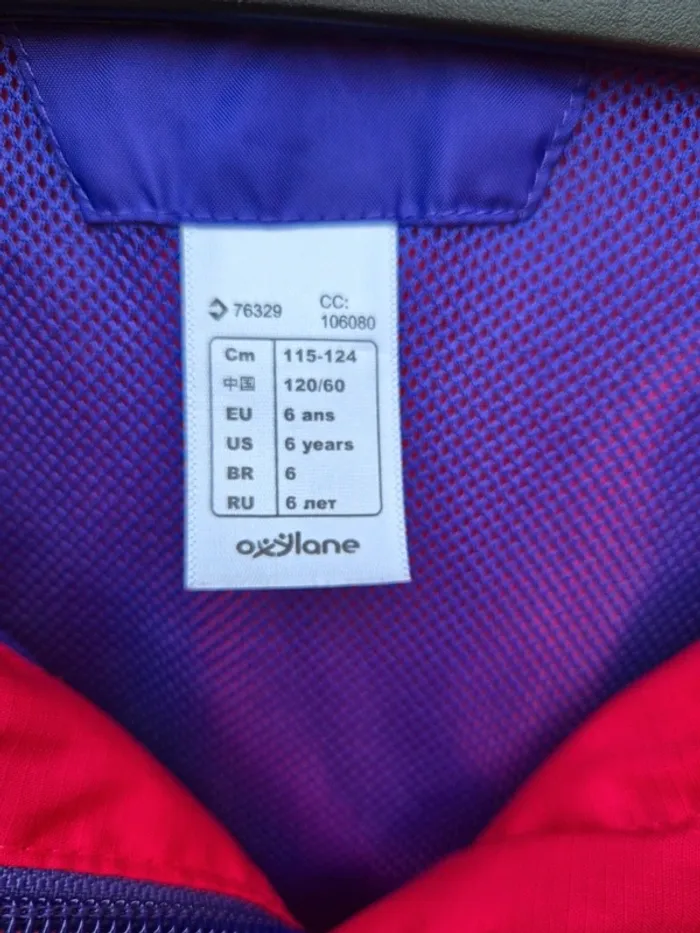 76329 CC:
106080
Cm 115-124
中国 120/60
EU 6 ans
US 6 years
BR 6
RU 6 лет
oxylane